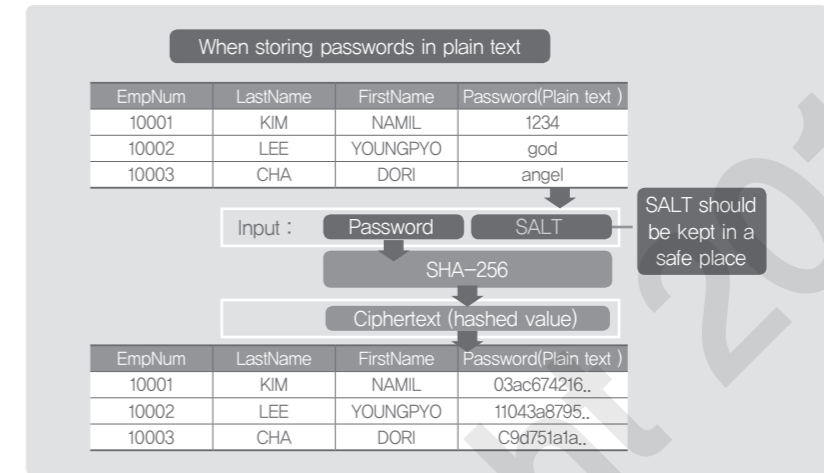 When storing passwords in plain text
EmpNum LastName FirstName Password(Plain text )
10001 KIM NAMIL 1234
10002 LEE YOUNGPYO god
10003 CHA DORI angel
Input : Password SALT
SALT should
be kept in a
safe place
SHA-256
Ciphertext (hashed value)
EmpNum LastName FirstName Password(Plain text )
10001 KIM NAMIL 03ac674216..
10002 LEE YOUNGPYO 11043a8795..
10003 CHA DORI C9d751a1a..